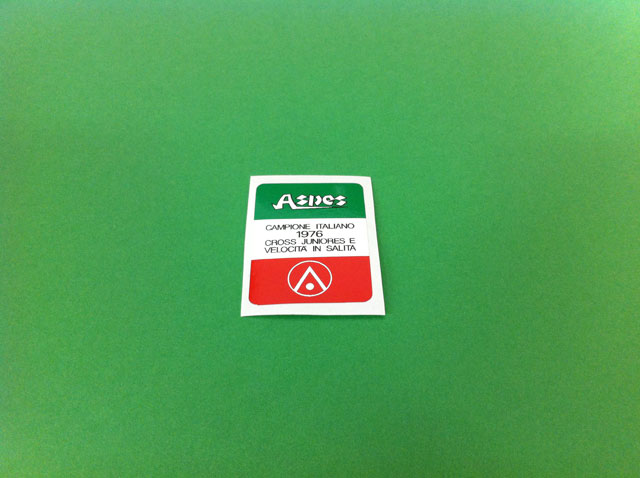 Aspes
CAMPIONE ITALIANO
1976
CROSS JUNIORES E
VELOCITA IN SALITA